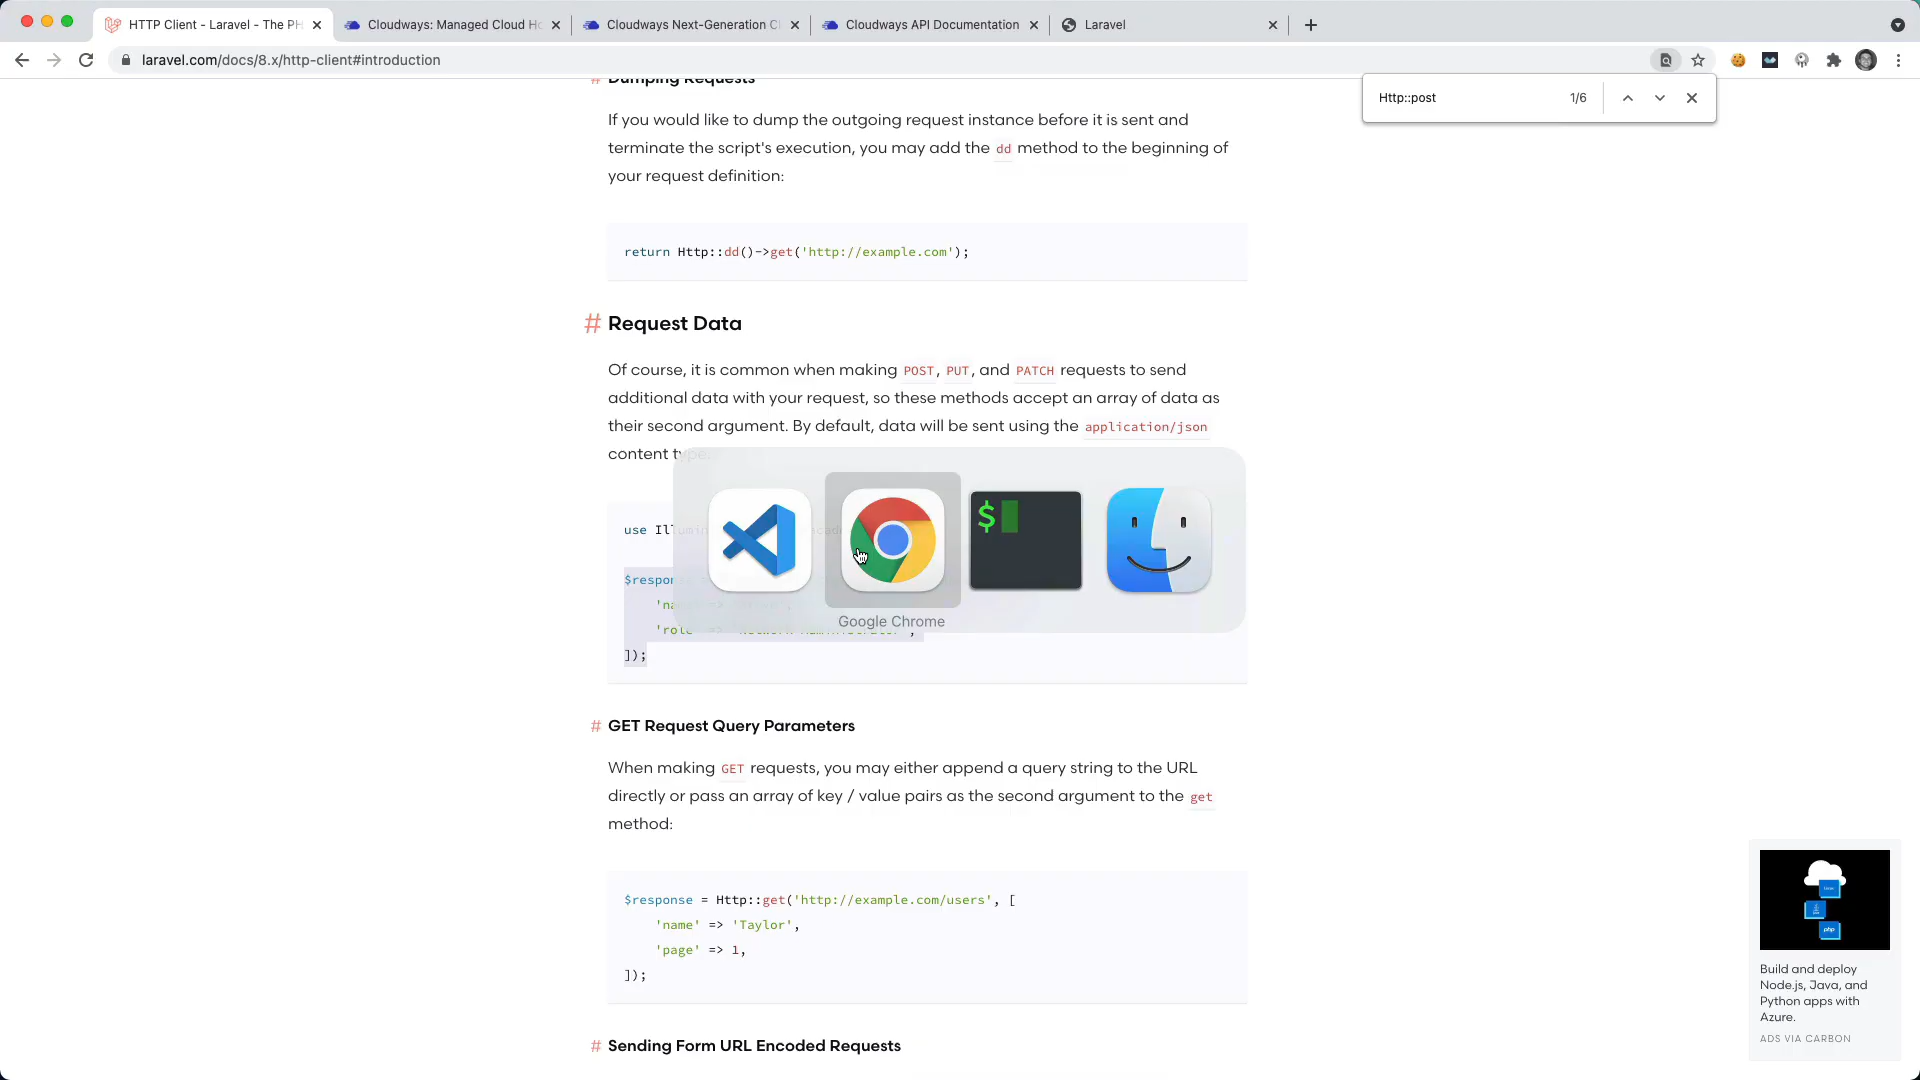 HTTP Client - Laravel - The PH
Cloudways: Managed Cloud Ho
Cloudways Next-Generation Cl
Cloudways API Documentation
Laravel
laravel.com/docs/8.x/http-client#introduction
Http::post
1/6
# Dumping Requests
If you would like to dump the outgoing request instance before it is sent and
terminate the script's execution, you may add the dd method to the beginning of
your request definition:
return Http::dd()->get('http://example.com');
# Request Data
Of course, it is common when making POST, PUT, and PATCH requests to send
additional data with your request, so these methods accept an array of data as
their second argument. By default, data will be sent using the application/json
content type:
use
$
Google Chrome
'role' => 'Network Administrator',
]);
# GET Request Query Parameters
When making GET requests, you may either append a query string to the URL
directly or pass an array of key / value pairs as the second argument to the get
method:
$response = Http::get('http://example.com/users', [
'name' => 'Taylor',
'page' => 1,
]);
# Sending Form URL Encoded Requests
php
Build and deploy
Node.js, Java, and
Python apps with
Azure.
ADS VIA CARBON